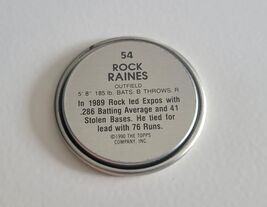 54
ROCK
RAINES
OUTFIELD
5' 8" 185 lb. BATS: B THROWS: R
In 1989 Rock led Expos with
.286 Batting Average and 41
Stolen Bases. He tied for
lead with 76 Runs.
©1990 THE TOPPS
COMPANY, INC.